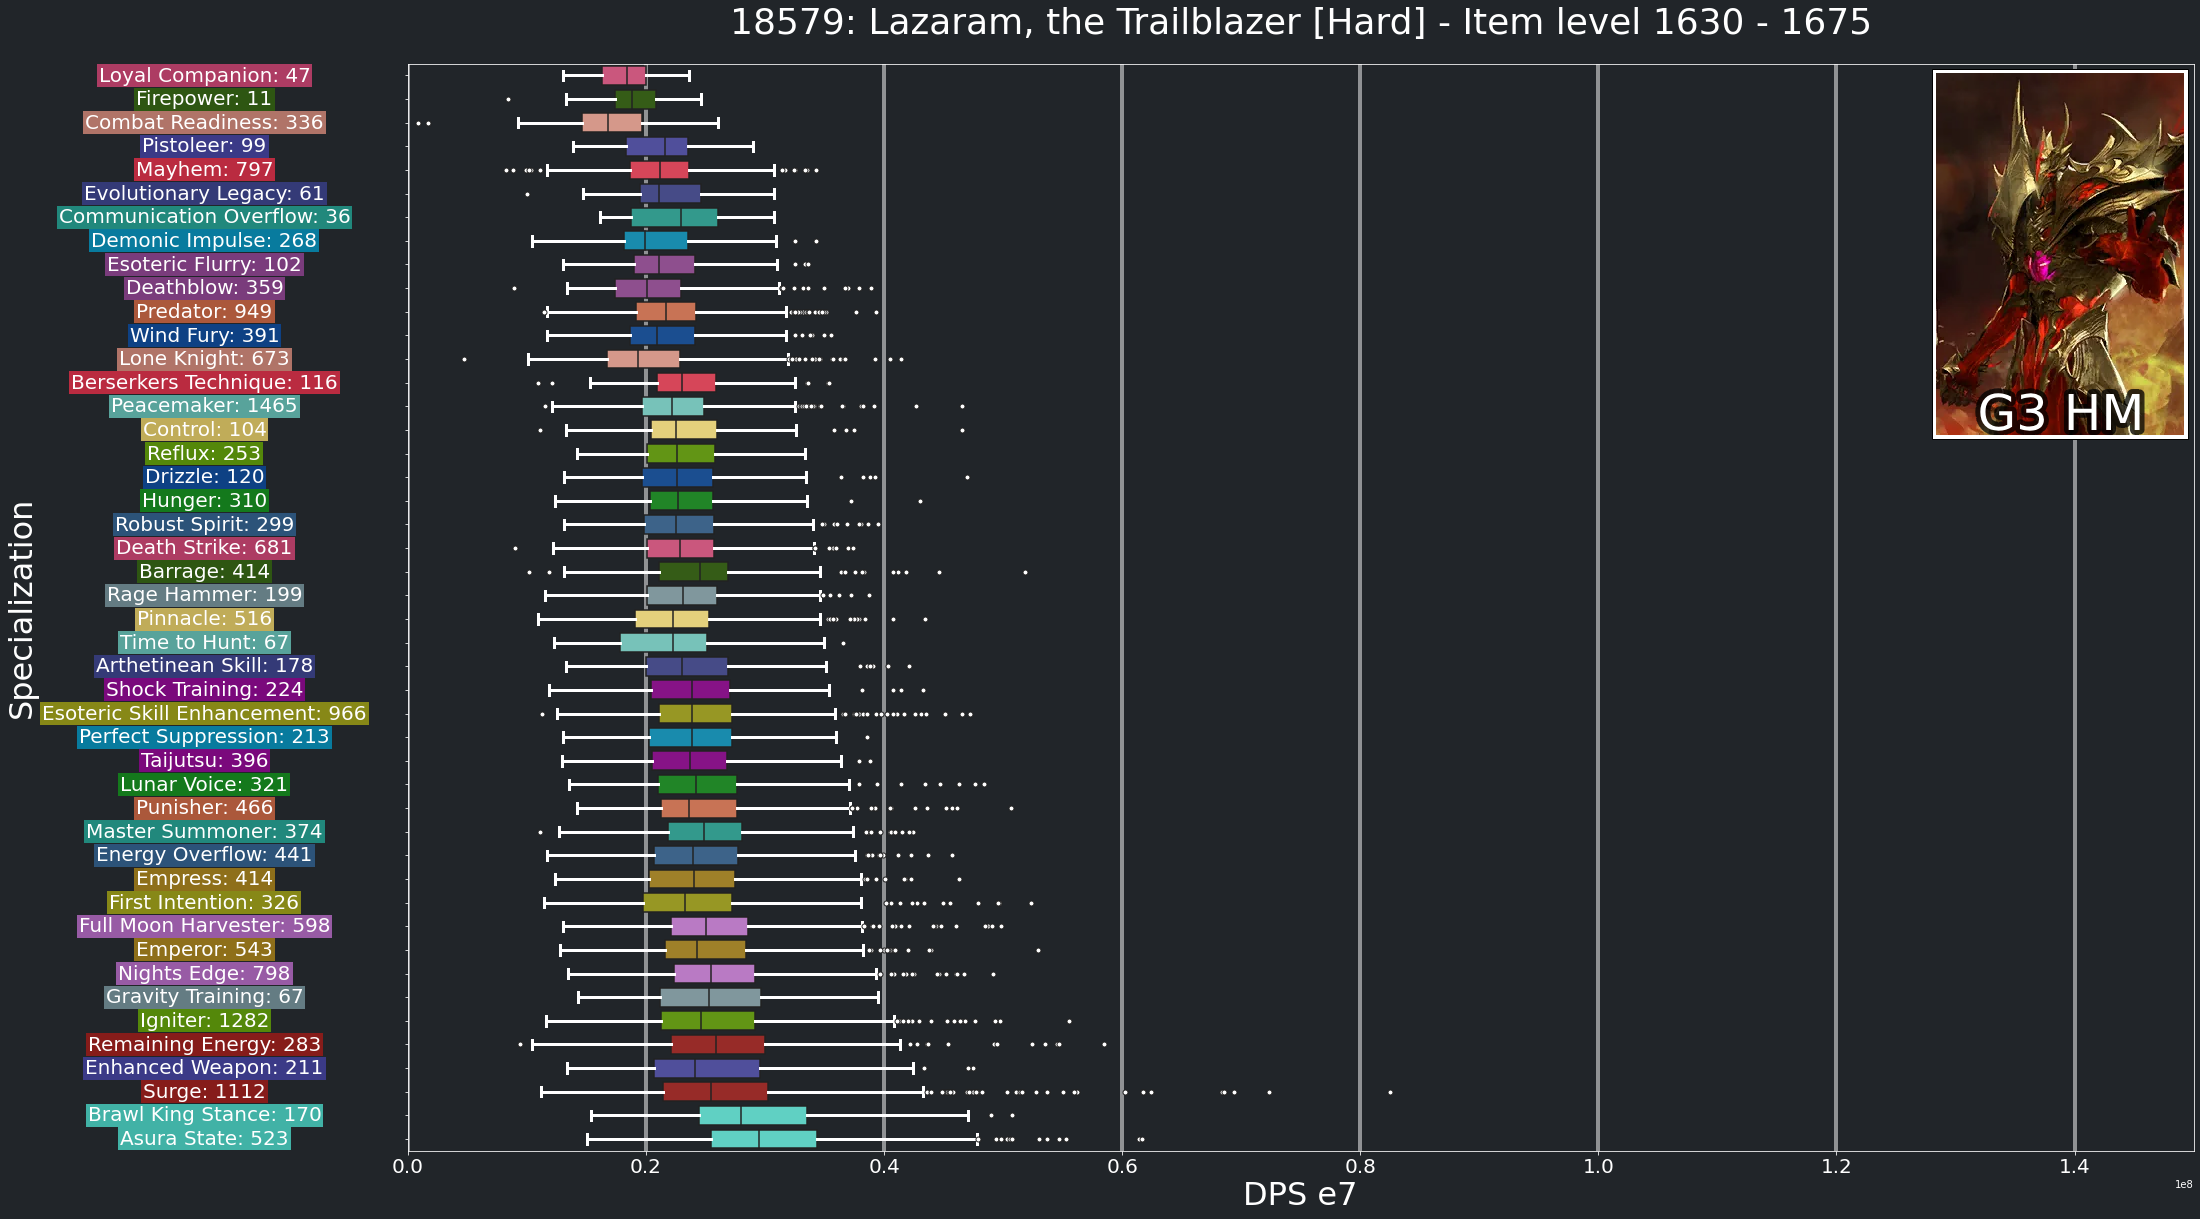 18579: Lazaram, the Trailblazer [Hard] - Item level 1630 - 1675
Loyal Companion: 47
Firepower: 11
Combat Readiness: 336
Pistoleer: 99
Mayhem: 797
Evolutionary Legacy: 61
Communication Overflow: 36
Demonic Impulse: 268
Esoteric Flurry: 102
Deathblow: 359
Predator: 949
Wind Fury: 391
Lone Knight: 673
Berserkers Technique: 116
Peacemaker: 1465
Control: 104
Reflux: 253
Drizzle: 120
Hunger: 310
Robust Spirit: 299
Death Strike: 681
Barrage: 414
Rage Hammer: 199
Pinnacle: 516
Time to Hunt: 67
Arthetinean Skill: 178
Shock Training: 224
Esoteric Skill Enhancement: 966
Perfect Suppression: 213
Taijutsu: 396
Lunar Voice: 321
Punisher: 466
Master Summoner: 374
Energy Overflow: 441
Empress: 414
First Intention: 326
Full Moon Harvester: 598
Emperor: 543
Nights Edge: 798
Gravity Training: 67
Igniter: 1282
Remaining Energy: 283
Enhanced Weapon: 211
Surge: 1112
Brawl King Stance: 170
Asura State: 523
Specialization
G3 HM
0.0 0.2 0.4 0.6 0.8 1.0 1.2 1.4
1e8
DPS e7